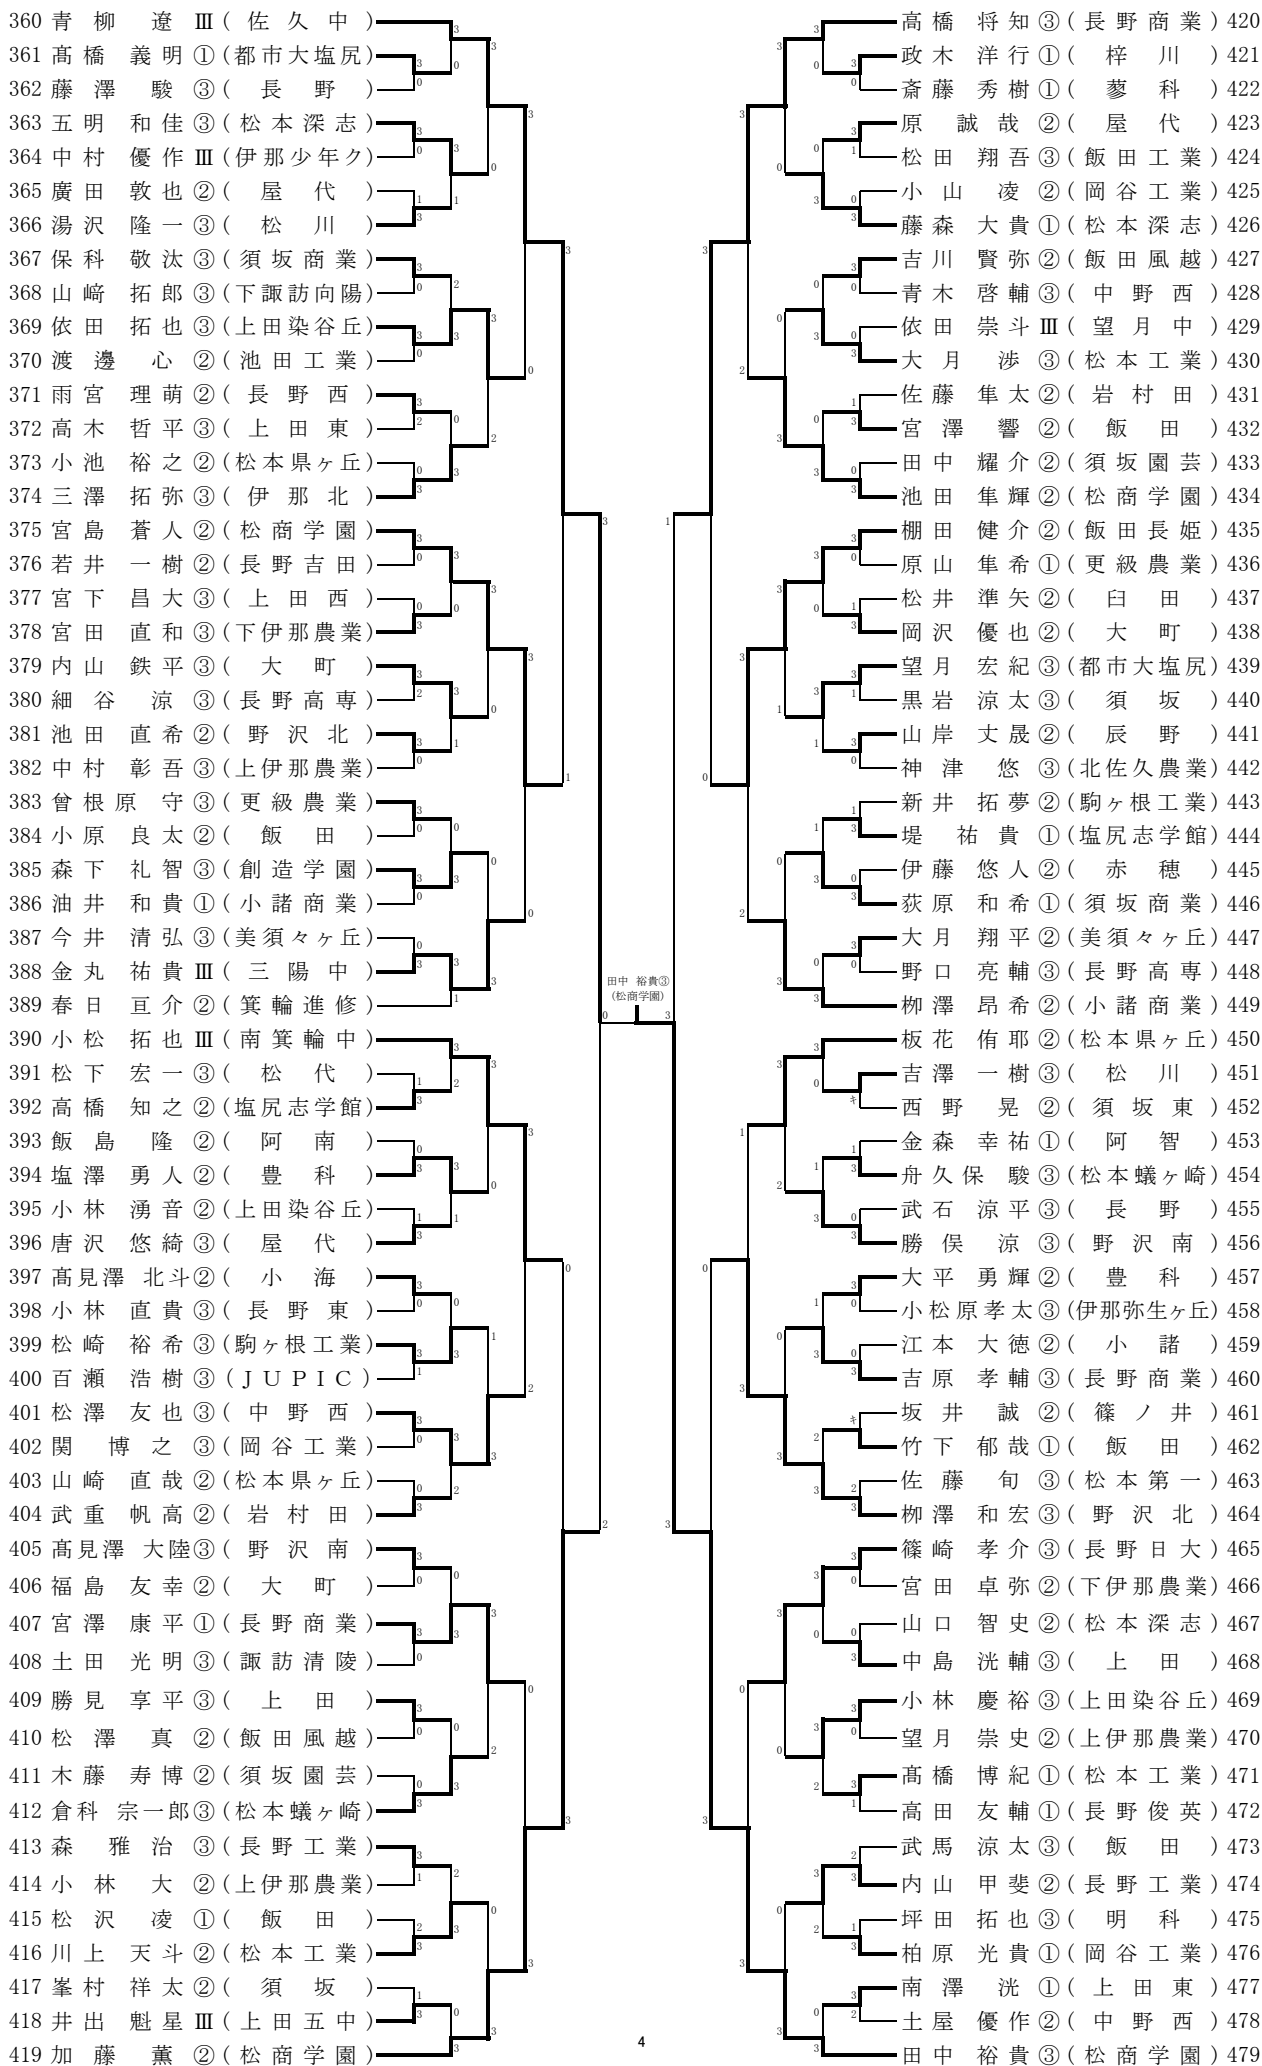 360 青柳 遼 Ⅲ (佐久中)
361 髙橋 義明 ① (都市大塩尻)
362 藤澤 駿 ③ (長野)
363 五明 和佳 ③ (松本深志)
364 中村 優作 Ⅲ (伊那少年ク)
365 廣田 敦也 ② (屋代)
366 湯沢 隆一 ③ (松川)
367 保科 敬汰 ③ (須坂商業)
368 山﨑 拓郎 ③ (下諏訪向陽)
369 依田 拓也 ③ (上田染谷丘)
370 渡邊 心 ② (池田工業)
371 雨宮 理萌 ② (長野西)
372 高木 哲平 ③ (上田東)
373 小池 裕之 ② (松本県ヶ丘)
374 三澤 拓弥 ③ (伊那北)
375 宮島 蒼人 ② (松商学園)
376 若井 一樹 ② (長野吉田)
377 宮下 昌大 ③ (上田西)
378 宮田 直和 ③ (下伊那農業)
379 内山 鉄平 ③ (大町)
380 細谷 涼 ③ (長野高専)
381 池田 直希 ② (野沢北)
382 中村 彰吾 ③ (上伊那農業)
383 曾根原 守 ③ (更級農業)
384 小原 良太 ② (飯田)
385 森下 礼智 ③ (創造学園)
386 油井 和貴 ① (小諸商業)
387 今井 清弘 ③ (美須々ヶ丘)
388 金丸 祐貴 Ⅲ (三陽中)
389 春日 亘介 ② (箕輪進修)
390 小松 拓也 Ⅲ (南箕輪中)
391 松下 宏一 ③ (松代)
392 高橋 知之 ② (塩尻志学館)
393 飯島 隆 ② (阿南)
394 塩澤 勇人 ② (豊科)
395 小林 湧音 ② (上田染谷丘)
396 唐沢 悠綺 ③ (屋代)
397 髙見澤 北斗 ② (小海)
398 小林 直貴 ③ (長野東)
399 松崎 裕希 ③ (駒ヶ根工業)
400 百瀬 浩樹 ③ (JUPIC)
401 松澤 友也 ③ (中野西)
402 関 博之 ③ (岡谷工業)
403 山崎 直哉 ② (松本県ヶ丘)
404 武重 帆高 ② (岩村田)
405 髙見澤 大陸 ③ (野沢南)
406 福島 友幸 ② (大町)
407 宮澤 康平 ① (長野商業)
408 土田 光明 ③ (諏訪清陵)
409 勝見 享平 ③ (上田)
410 松澤 真 ② (飯田風越)
411 木藤 寿博 ② (須坂園芸)
412 倉科 宗一郎 ③ (松本蟻ヶ崎)
413 森 雅治 ③ (長野工業)
414 小林 大 ② (上伊那農業)
415 松沢 凌 ① (飯田)
416 川上 天斗 ② (松本工業)
417 峯村 祥太 ② (須坂)
418 井出 魁星 Ⅲ (上田五中)
419 加藤 薫 ② (松商学園)
田中 裕貴③
(松商学園)
高橋 将知 ③ (長野商業) 420
政木 洋行 ① (梓川) 421
斎藤 秀樹 ① (蓼科) 422
原 誠哉 ② (屋代) 423
松田 翔吾 ③ (飯田工業) 424
小山 凌 ② (岡谷工業) 425
藤森 大貴 ① (松本深志) 426
吉川 賢弥 ② (飯田風越) 427
青木 啓輔 ③ (中野西) 428
依田 崇斗 Ⅲ (望月中) 429
大月 渉 ③ (松本工業) 430
佐藤 隼太 ② (岩村田) 431
宮澤 響 ② (飯田) 432
田中 耀介 ② (須坂園芸) 433
池田 隼輝 ② (松商学園) 434
棚田 健介 ② (飯田長姫) 435
原山 隼希 ① (更級農業) 436
松井 準矢 ② (臼田) 437
岡沢 優也 ② (大町) 438
望月 宏紀 ③ (都市大塩尻) 439
黒岩 涼太 ③ (須坂) 440
山岸 丈晟 ② (辰野) 441
神津 悠 ③ (北佐久農業) 442
新井 拓夢 ② (駒ヶ根工業) 443
堤 祐貴 ① (塩尻志学館) 444
伊藤 悠人 ② (赤穂) 445
荻原 和希 ① (須坂商業) 446
大月 翔平 ② (美須々ヶ丘) 447
野口 亮輔 ③ (長野高専) 448
栁澤 昂希 ② (小諸商業) 449
板花 侑耶 ② (松本県ヶ丘) 450
吉澤 一樹 ③ (松川) 451
西野 晃 ② (須坂東) 452
金森 幸祐 ① (阿智) 453
舟久保 駿 ③ (松本蟻ヶ崎) 454
武石 涼平 ③ (長野) 455
勝俣 涼 ③ (野沢南) 456
大平 勇輝 ② (豊科) 457
小松原 孝太 ③ (伊那弥生ヶ丘) 458
江本 大徳 ② (小諸) 459
吉原 孝輔 ③ (長野商業) 460
坂井 誠 ② (篠ノ井) 461
竹下 郁哉 ① (飯田) 462
佐藤 旬 ③ (松本第一) 463
栁澤 和宏 ③ (野沢北) 464
篠崎 孝介 ③ (長野日大) 465
宮田 卓弥 ② (下伊那農業) 466
山口 智史 ② (松本深志) 467
中島 洸輔 ③ (上田) 468
小林 慶裕 ③ (上田染谷丘) 469
望月 崇史 ② (上伊那農業) 470
髙橋 博紀 ① (松本工業) 471
高田 友輔 ① (長野俊英) 472
武馬 涼太 ③ (飯田) 473
内山 甲斐 ② (長野工業) 474
坪田 拓也 ③ (明科) 475
柏原 光貴 ① (岡谷工業) 476
南澤 洸 ① (上田東) 477
土屋 優作 ② (中野西) 478
田中 裕貴 ③ (松商学園) 479
4